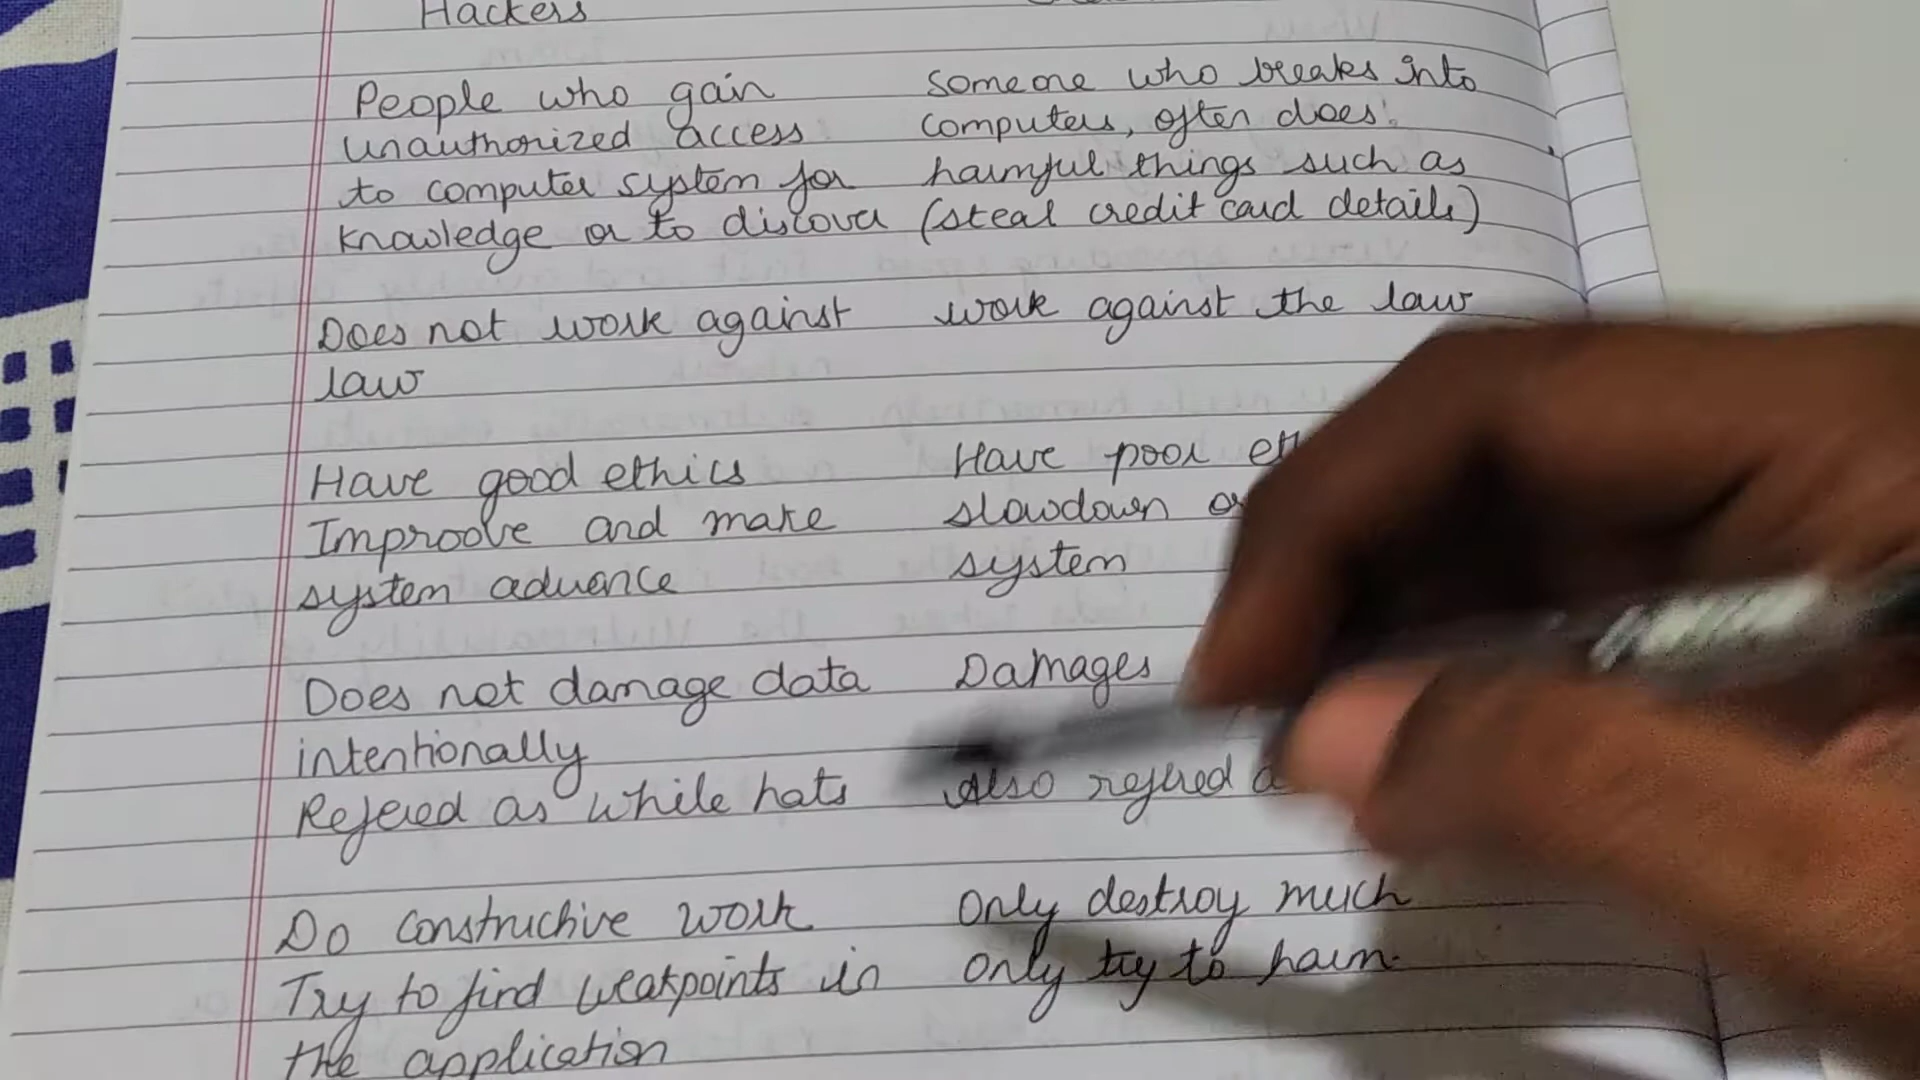 Hackers
People who gain
unauthorized access
to computer system for
knowledge or to discover
Does not work against
law
Have good ethics
Improove and make
system advance
Does not damage data
intentionally
Refered as while hats
Do constructive work
Try to find weakpoints in
the application
someone who breaks into
computers, often does
harmful things such as
(steal credit card details)
work against the law
Have poor
slowdown
system
Damages
Also refered
only destroy much
only try to harm